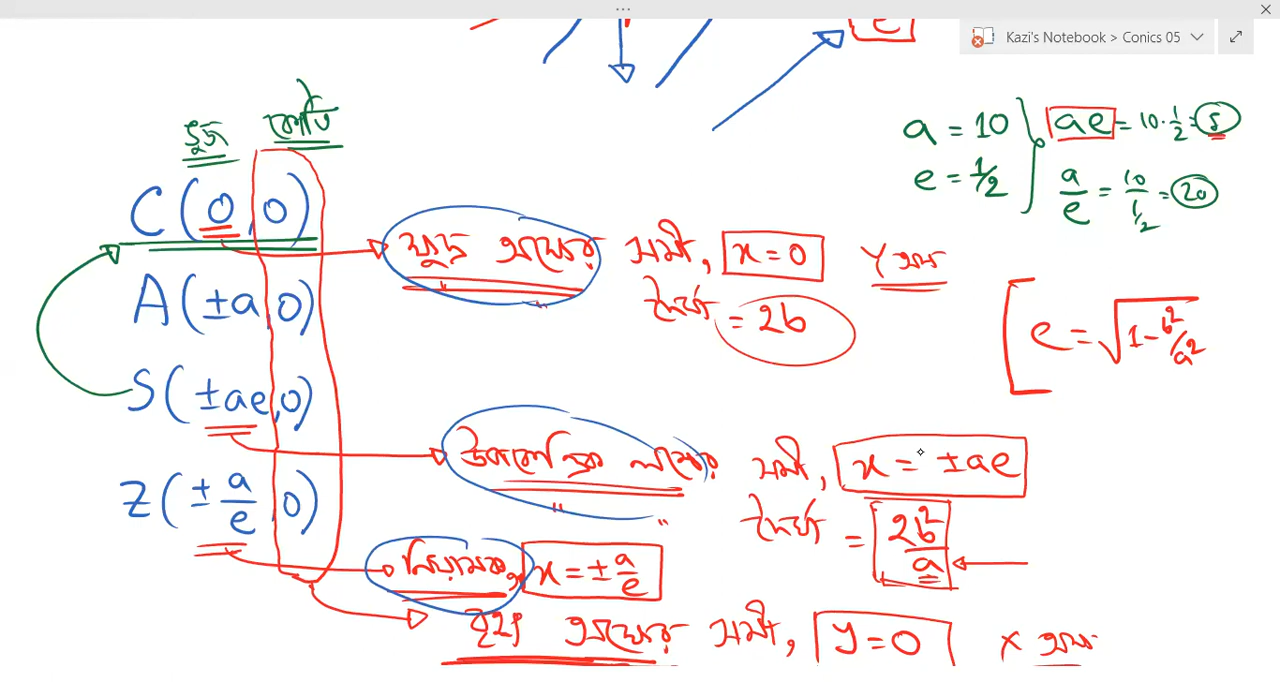 Kazi's Notebook > Conics 05
e
a = 10
e = 1/2
ae = 10·1/2 = 5
a/e = 10/(1/2) = 20
ভুজ কোটি
C (0, 0)
ক্ষুদ্র অক্ষের সমী, x = 0 Y অক্ষ
দৈর্ঘ্য = 2b
A (±a, 0)
e = √(1 - b²/a²)
S (±ae, 0)
উপকেন্দ্রিক লম্বের সমী, x = ±ae
দৈর্ঘ্য = 2b²/a
Z (± a/e, 0)
নিয়ামক, x = ± a/e
বৃহৎ অক্ষের সমী, y = 0 x অক্ষ